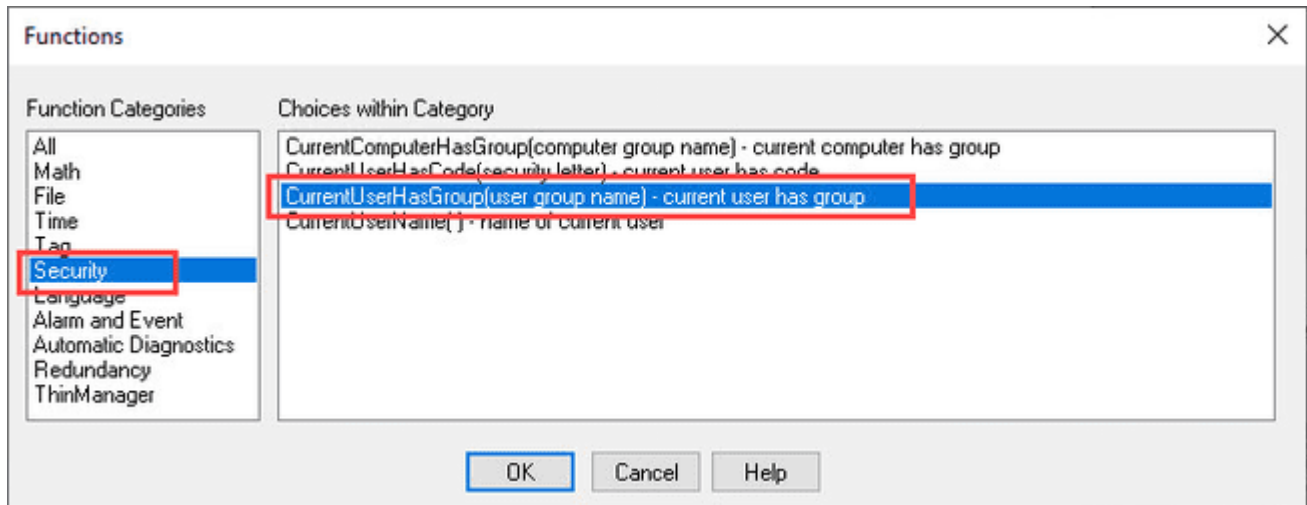 Functions
Function Categories
Choices within Category
All
Math
File
Time
Tag
Security
Language
Alarm and Event
Automatic Diagnostics
Redundancy
ThinManager
CurrentComputerHasGroup(computer group name) - current computer has group
CurrentUserHasCode(security letter) - current user has code
CurrentUserHasGroup(user group name) - current user has group
CurrentUserName( ) - name of current user
OK
Cancel
Help